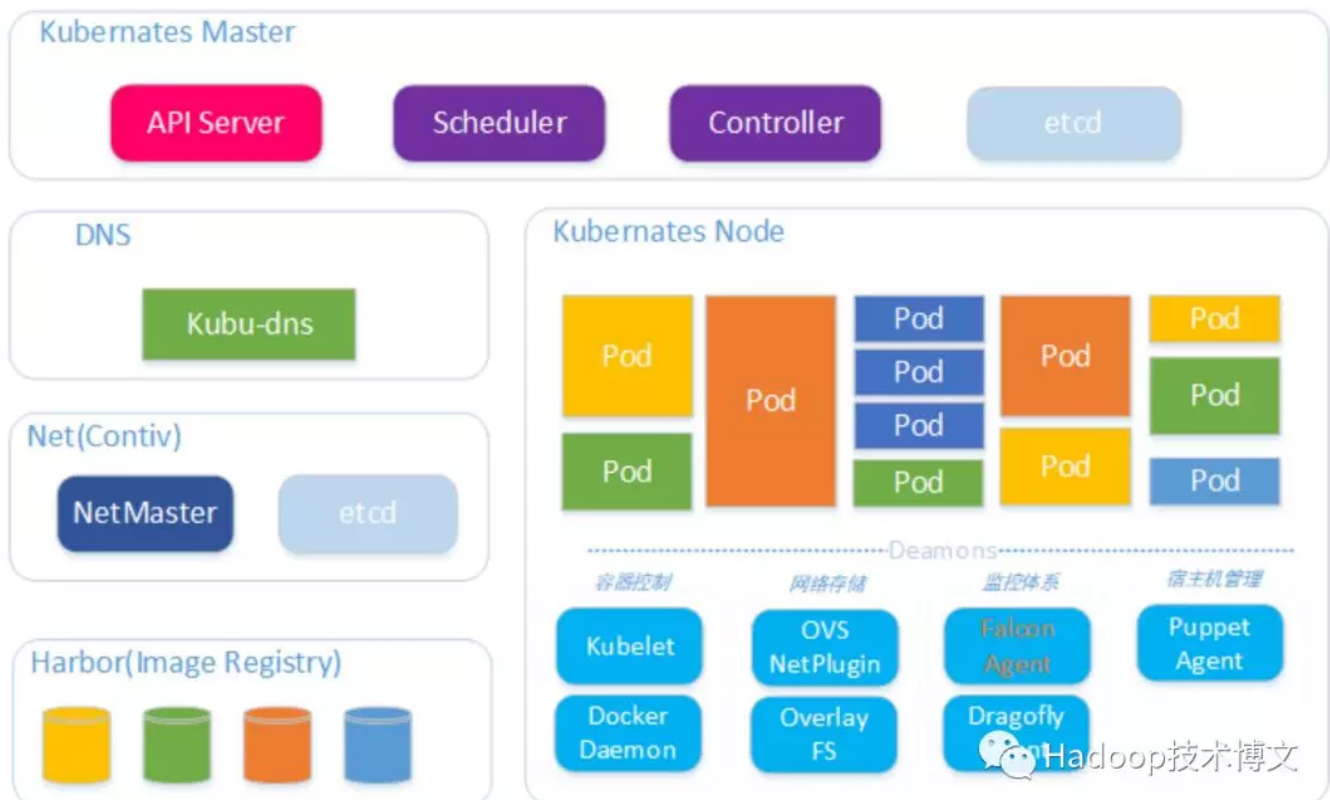 Kubernates Master
API Server
Scheduler
Controller
etcd
DNS
Kubu-dns
Net(Contiv)
NetMaster
etcd
Harbor(Image Registry)
Kubernates Node
Pod
Pod
Pod
Pod
Pod
Pod
Pod
Pod
Pod
Pod
Pod
Pod
Deamons
容器控制
网络存储
监控体系
宿主机管理
Kubelet
OVS
NetPlugin
Falcon
Agent
Puppet
Agent
Docker
Daemon
Overlay
FS
Dragofly
Hadoop技术博文